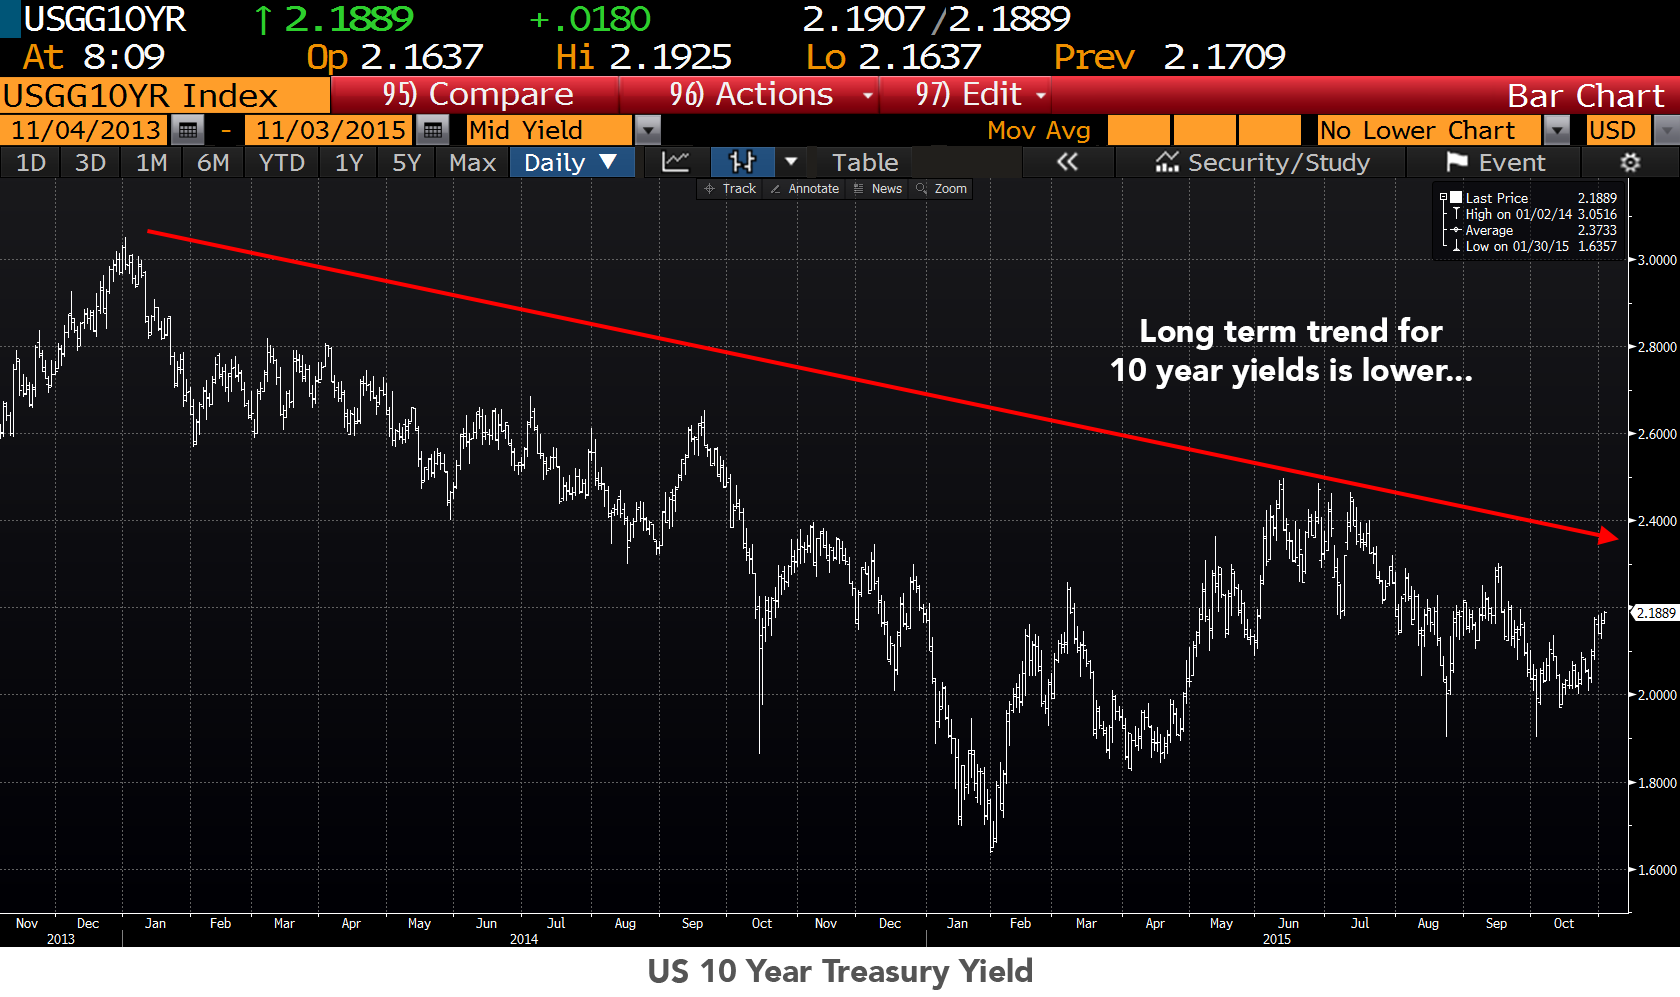 USGG10YR ↑ 2.1889 +.0180 2.1907/2.1889
At 8:09 Op 2.1637 Hi 2.1925 Lo 2.1637 Prev 2.1709
USGG10YR Index 95) Compare 96) Actions 97) Edit Bar Chart
11/04/2013 - 11/03/2015 Mid Yield Mov Avg No Lower Chart USD
1D 3D 1M 6M YTD 1Y 5Y Max Daily ▼ Table « Security/Study Event
Track Annotate News Zoom
Last Price 2.1889
High on 01/02/14 3.0516
Average 2.3733
Low on 01/30/15 1.6357
3.0000
Long term trend for
10 year yields is lower...
2.8000
2.6000
2.4000
2.1889
2.0000
1.8000
1.6000
Nov Dec Jan Feb Mar Apr May Jun Jul Aug Sep Oct Nov Dec Jan Feb Mar Apr May Jun Jul Aug Sep Oct
2013 2014 2015
US 10 Year Treasury Yield